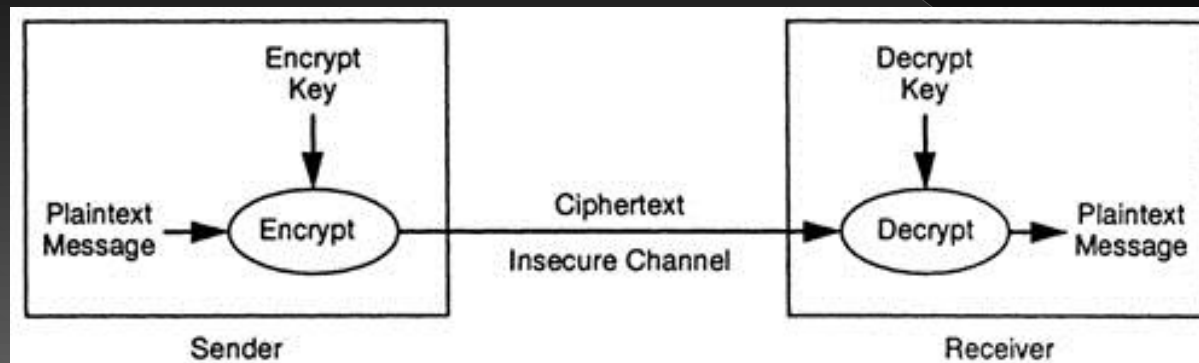 Encrypt
Key
Decrypt
Key
Plaintext
Message
Encrypt
Ciphertext
Insecure Channel
Decrypt
Plaintext
Message
Sender
Receiver